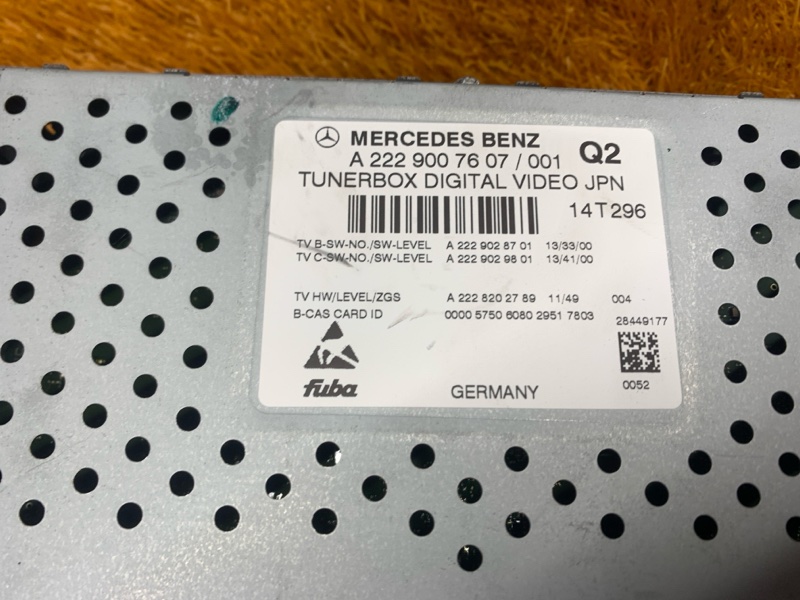 MERCEDES BENZ Q2
A 222 900 76 07 / 001
TUNERBOX DIGITAL VIDEO JPN
14T296
TV B-SW-NO./SW-LEVEL A 222 902 87 01 13/33/00
TV C-SW-NO./SW-LEVEL A 222 902 98 01 13/41/00
TV HW/LEVEL/ZGS A 222 820 27 89 11/49 004
B-CAS CARD ID 0000 5750 6080 2951 7803
28449177
0052
fuba
GERMANY